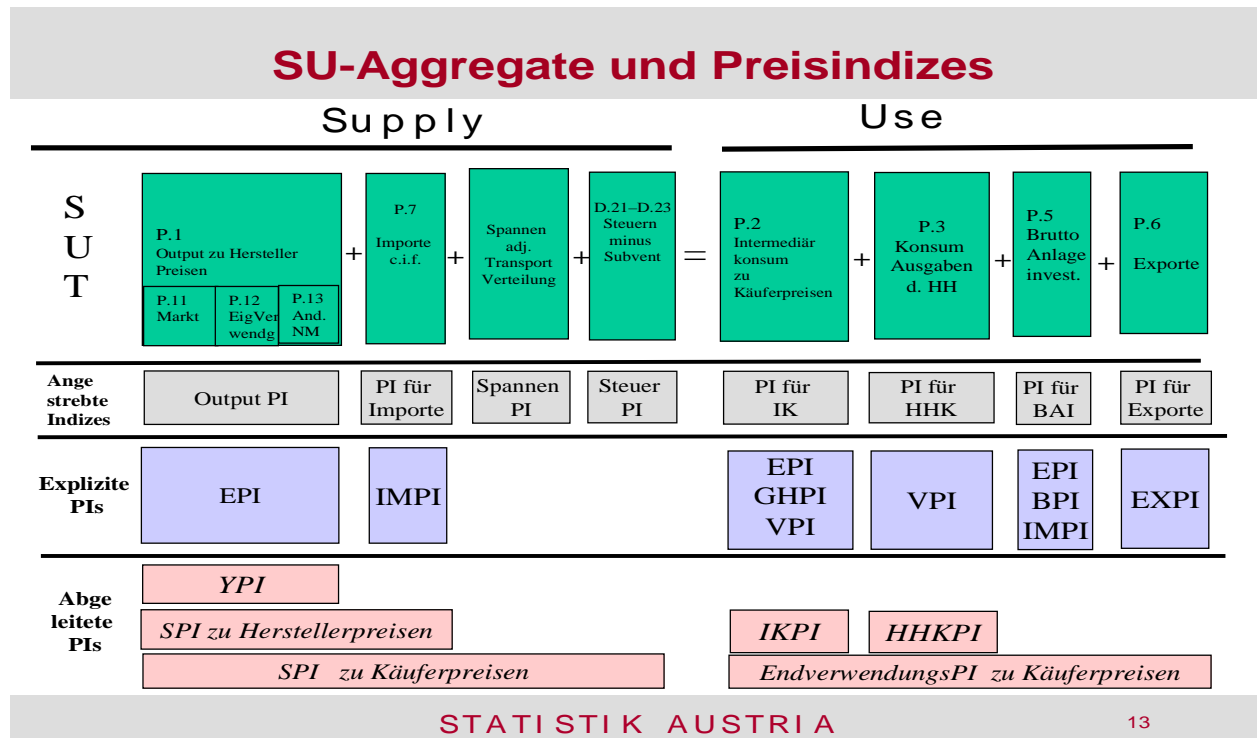 SU-Aggregate und Preisindizes
Supply
Use
S
U
T
P.1
Output zu Hersteller
Preisen
P.11
Markt
P.12
EigVer
wendg
P.13
And.
NM
+
P.7
Importe
c.i.f.
+
Spannen
adj.
Transport
Verteilung
+
D.21–D.23
Steuern
minus
Subvent
=
P.2
Intermediär
konsum
zu
Käuferpreisen
+
P.3
Konsum
Ausgaben
d. HH
+
P.5
Brutto
Anlage
invest.
+
P.6
Exporte
Ange
strebte
Indizes
Output PI
PI für
Importe
Spannen
PI
Steuer
PI
PI für
IK
PI für
HHK
PI für
BAI
PI für
Exporte
Explizite
PIs
EPI
IMPI
EPI
GHPI
VPI
VPI
EPI
BPI
IMPI
EXPI
Abge
leitete
PIs
YPI
SPI zu Herstellerpreisen
SPI zu Käuferpreisen
IKPI
HHKPI
EndverwendungsPI zu Käuferpreisen
STATISTIK AUSTRIA
13